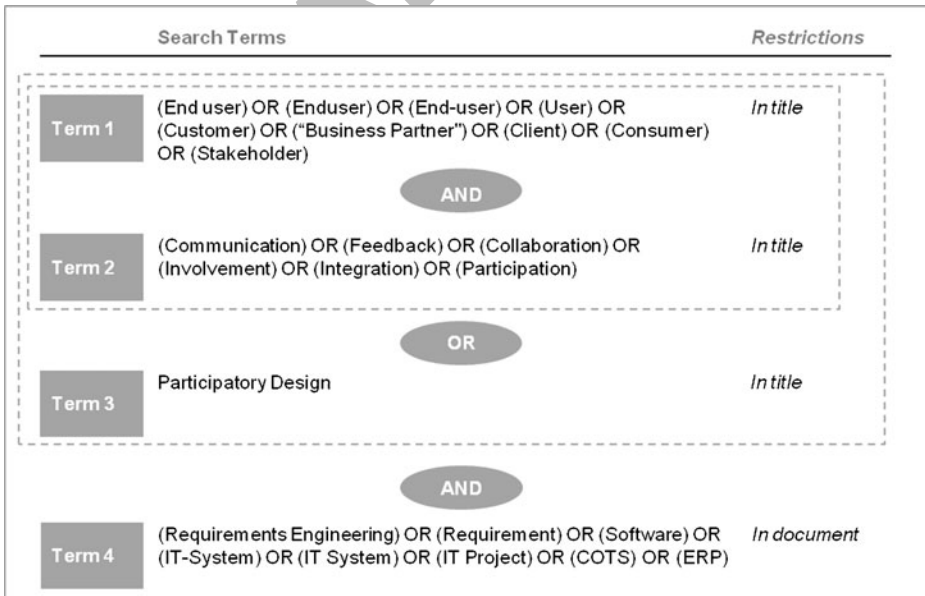 Search Terms Restrictions
Term 1 (End user) OR (Enduser) OR (End-user) OR (User) OR In title
(Customer) OR (“Business Partner”) OR (Client) OR (Consumer)
OR (Stakeholder)
AND
Term 2 (Communication) OR (Feedback) OR (Collaboration) OR In title
(Involvement) OR (Integration) OR (Participation)
OR
Term 3 Participatory Design In title
AND
Term 4 (Requirements Engineering) OR (Requirement) OR (Software) OR In document
(IT-System) OR (IT System) OR (IT Project) OR (COTS) OR (ERP)